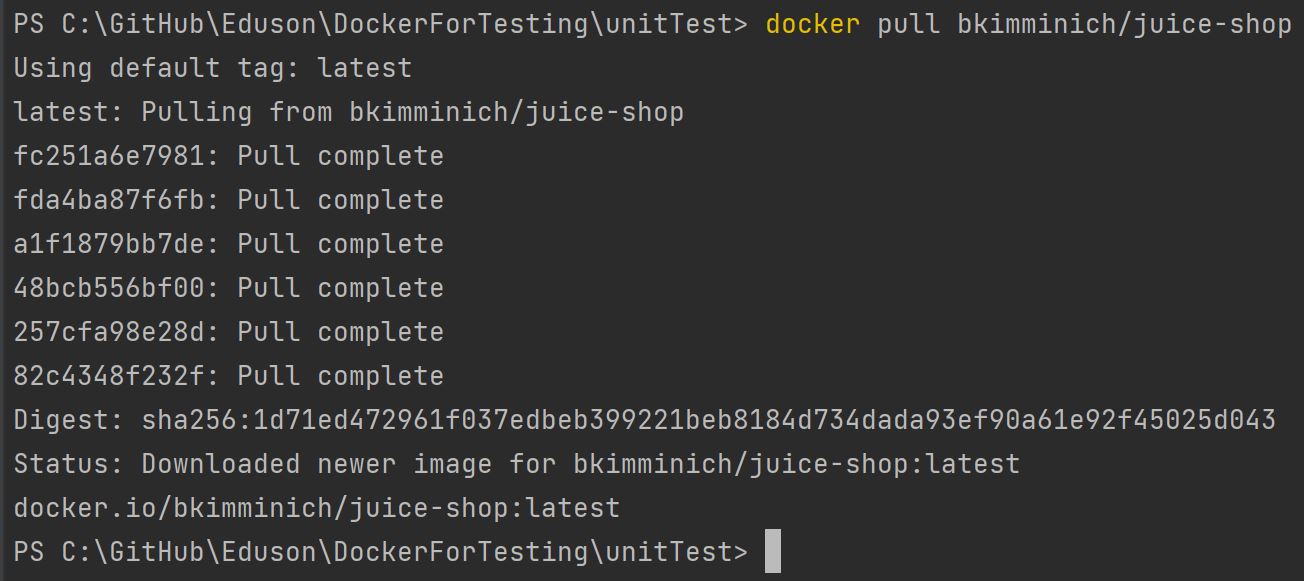 PS C:\GitHub\Eduson\DockerForTesting\unitTest> docker pull bkimminich/juice-shop
Using default tag: latest
latest: Pulling from bkimminich/juice-shop
fc251a6e7981: Pull complete
fda4ba87f6fb: Pull complete
a1f1879bb7de: Pull complete
48bcb556bf00: Pull complete
257cfa98e28d: Pull complete
82c4348f232f: Pull complete
Digest: sha256:1d71ed472961f037edbeb399221beb8184d734dada93ef90a61e92f45025d043
Status: Downloaded newer image for bkimminich/juice-shop:latest
docker.io/bkimminich/juice-shop:latest
PS C:\GitHub\Eduson\DockerForTesting\unitTest>